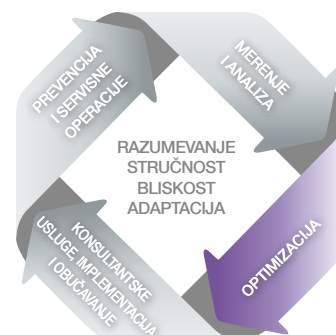 PREVENCIJA
I SERVISNE
OPERACIJE
MERENJE
I ANALIZA
RAZUMEVANJE
STRUČNOST
BLISKOST
ADAPTACIJA
OPTIMIZACIJA
KONSULTANTSKE
USLUGE, IMPLEMENTACIJA
I OBUČAVANJE